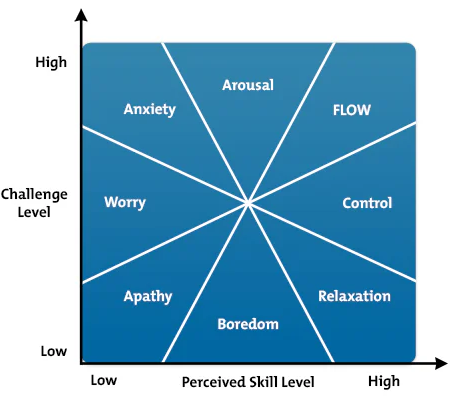 High
Arousal
Anxiety
FLOW
Challenge
Level
Worry
Control
Apathy
Relaxation
Boredom
Low
Low
Perceived Skill Level
High